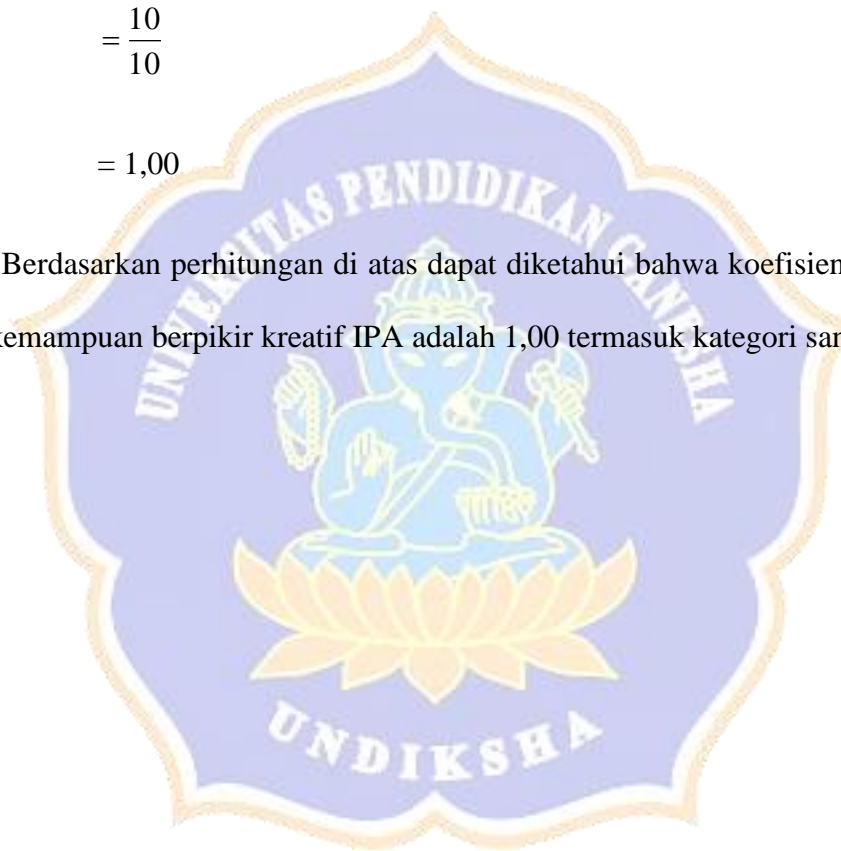 = 10/10
= 1,00
UNIVERSITAS PENDIDIKAN GANESHA
Berdasarkan perhitungan di atas dapat diketahui bahwa koefisien
kemampuan berpikir kreatif IPA adalah 1,00 termasuk kategori
UNDIKSHA